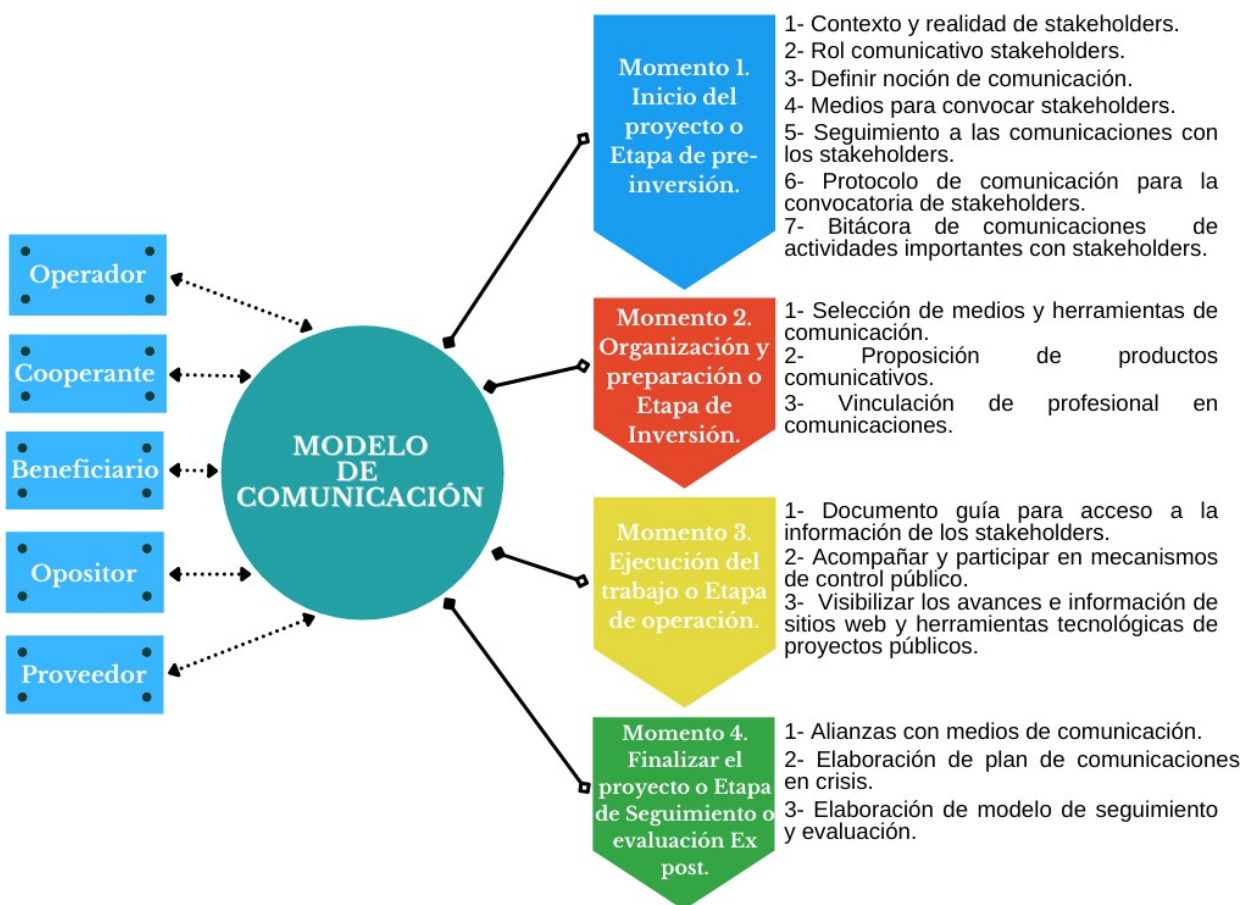 Operador
Cooperante
Beneficiario
Opositor
Proveedor
MODELO
DE
COMUNICACIÓN
Momento 1.
Inicio del
proyecto o
Etapa de pre-
inversión.
1- Contexto y realidad de stakeholders.
2- Rol comunicativo stakeholders.
3- Definir noción de comunicación.
4- Medios para convocar stakeholders.
5- Seguimiento a las comunicaciones con
los stakeholders.
6- Protocolo de comunicación para la
convocatoria de stakeholders.
7- Bitácora de comunicaciones de
actividades importantes con stakeholders.
Momento 2.
Organización y
preparación o
Etapa de
Inversión.
1- Selección de medios y herramientas de
comunicación.
2- Proposición de productos
comunicativos.
3- Vinculación de profesional en
comunicaciones.
Momento 3.
Ejecución del
trabajo o Etapa
de operación.
1- Documento guía para acceso a la
información de los stakeholders.
2- Acompañar y participar en mecanismos
de control público.
3- Visibilizar los avances e información de
sitios web y herramientas tecnológicas de
proyectos públicos.
Momento 4.
Finalizar el
proyecto o Etapa
de Seguimiento o
evaluación Ex
post.
1- Alianzas con medios de comunicación.
2- Elaboración de plan de comunicaciones
en crisis.
3- Elaboración de modelo de seguimiento
y evaluación.